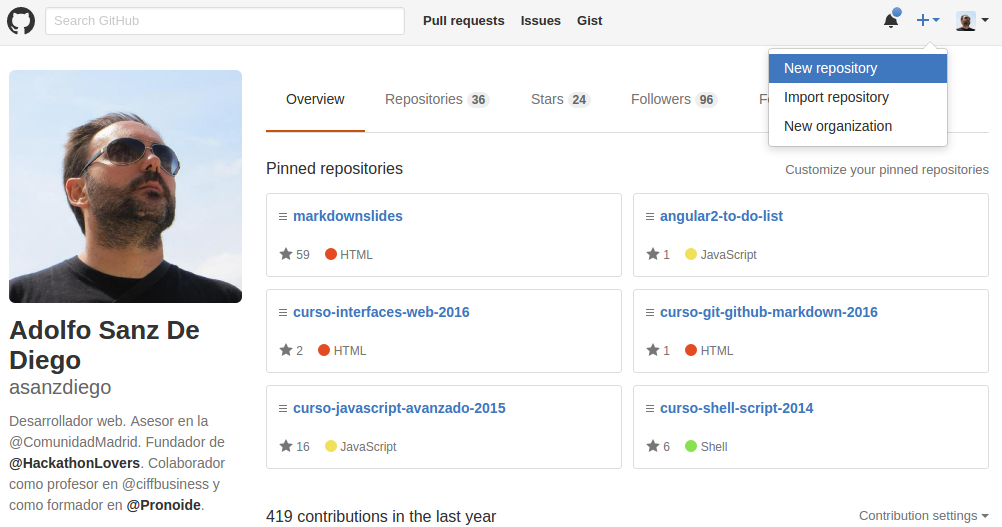 Search GitHub
Pull requests Issues Gist
New repository
Import repository
New organization
Overview Repositories 36 Stars 24 Followers 96
Pinned repositories Customize your pinned repositories
markdownslides
59 HTML
angular2-to-do-list
1 JavaScript
curso-interfaces-web-2016
2 HTML
curso-git-github-markdown-2016
1 HTML
curso-javascript-avanzado-2015
16 JavaScript
curso-shell-script-2014
6 Shell
419 contributions in the last year Contribution settings
Adolfo Sanz De
Diego
asanzdiego
Desarrollador web. Asesor en la
@ComunidadMadrid. Fundador de
@HackathonLovers. Colaborador
como profesor en @ciffbusiness y
como formador en @Pronoide.